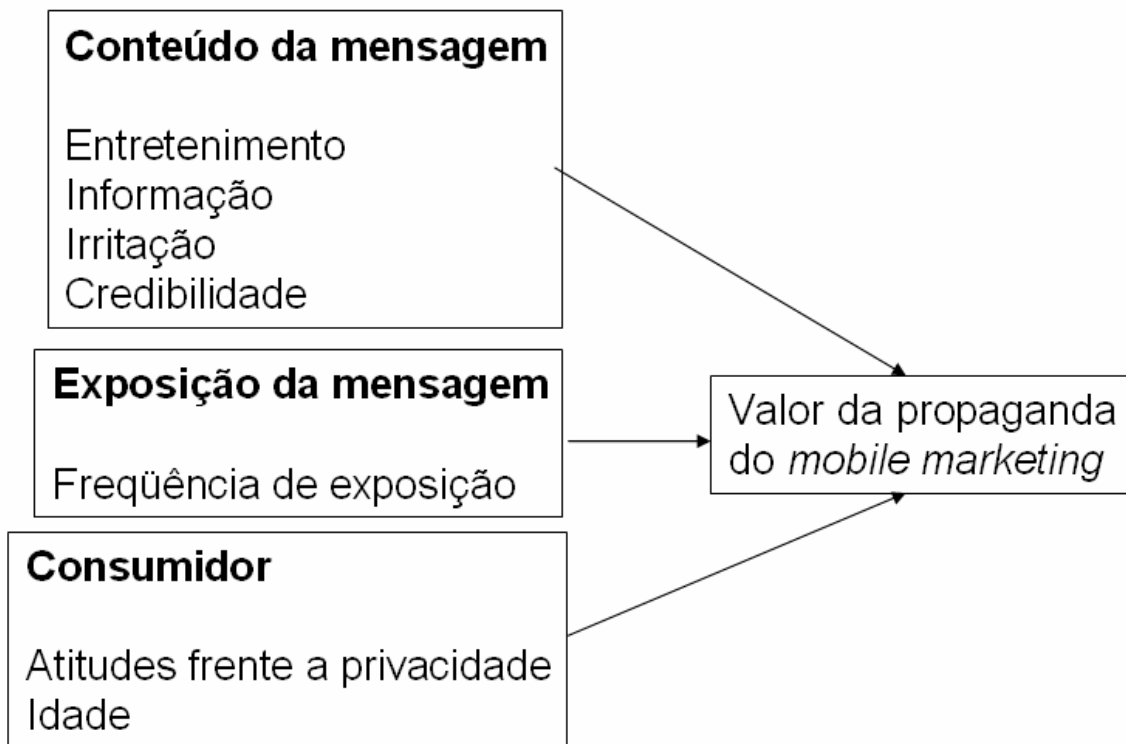 Conteúdo da mensagem
Entretenimento
Informação
Irritação
Credibilidade
Exposição da mensagem
Freqüência de exposição
Consumidor
Atitudes frente a privacidade
Idade
Valor da propaganda
do mobile marketing